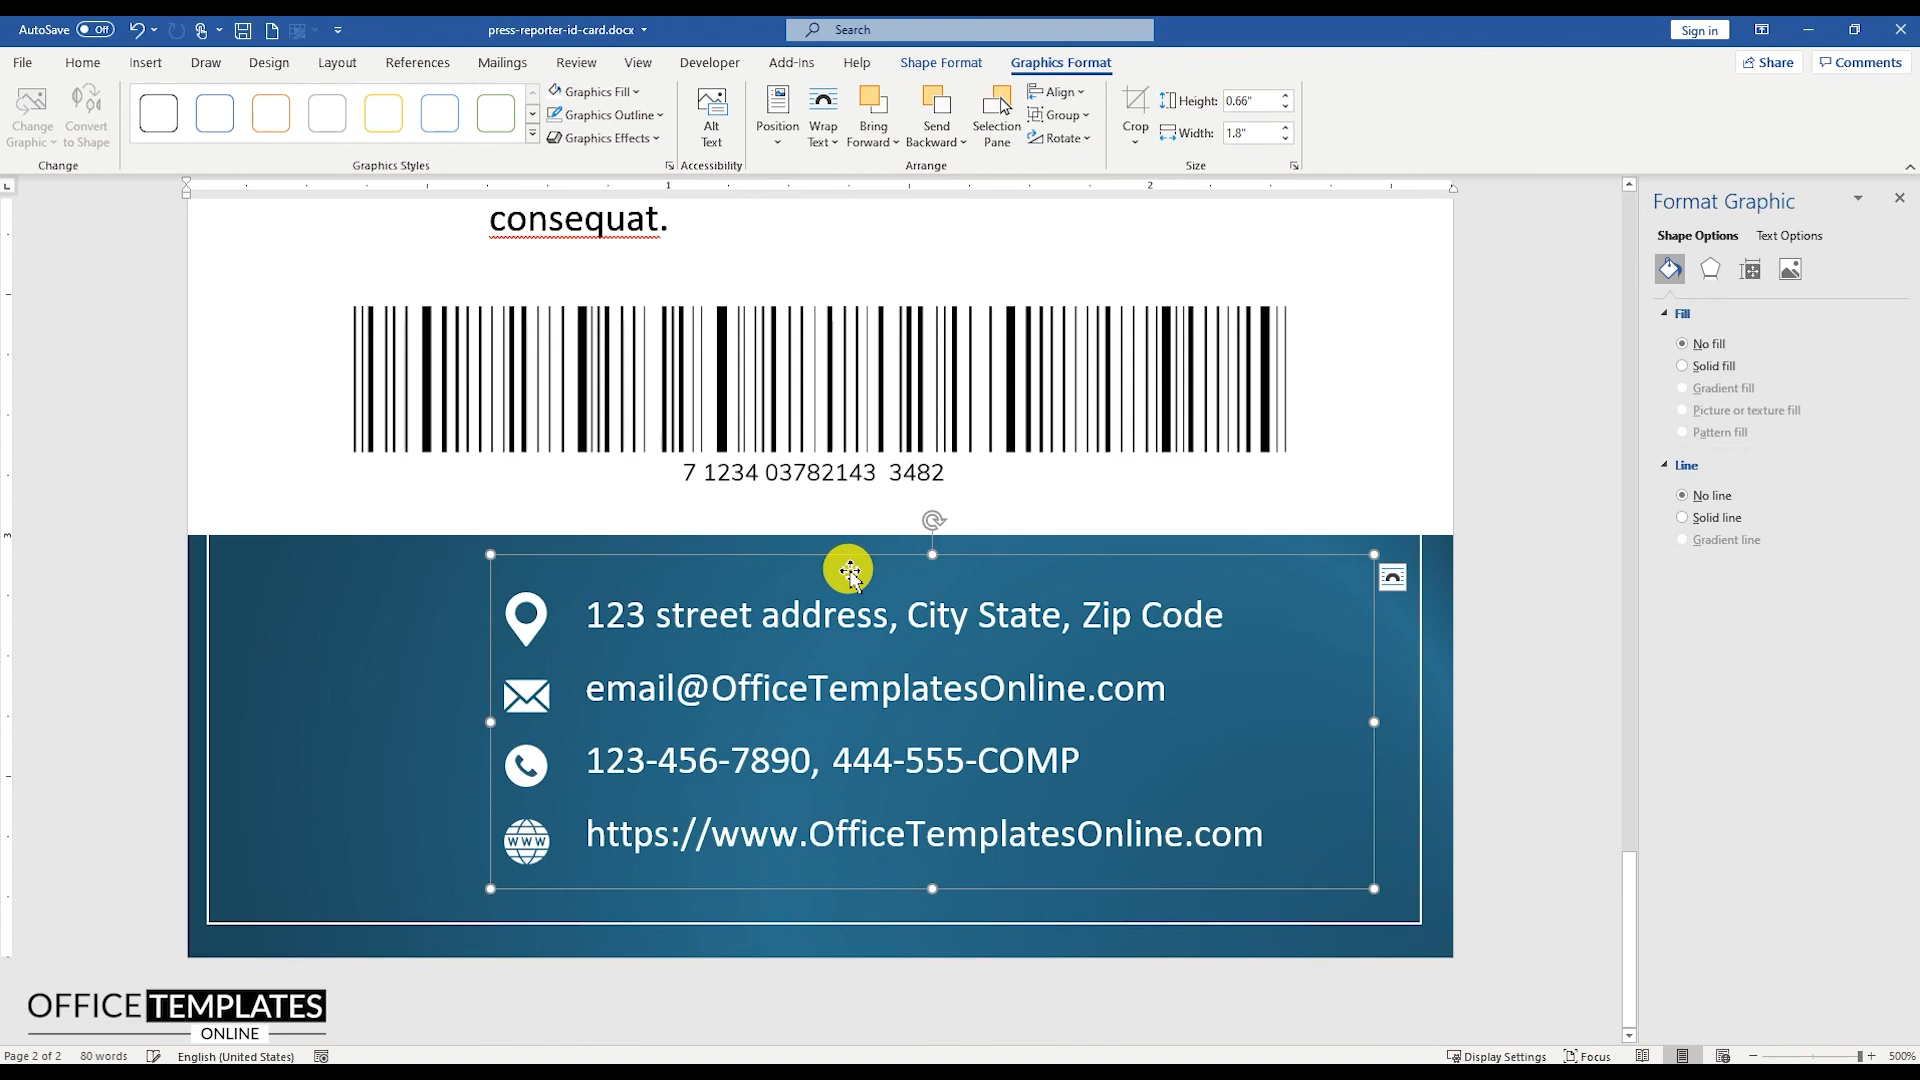 AutoSave Off press-reporter-id-card.docx Search Sign in
File Home Insert Draw Design Layout References Mailings Review View Developer Add-Ins Help Shape Format Graphics Format Share Comments
Change Graphic Convert to Shape Graphics Fill Graphics Outline Graphics Effects Alt Text Position Wrap Text Bring Forward Send Backward Selection Pane Align Group Rotate Crop Height: 0.66" Width: 1.8"
Change Graphics Styles Accessibility Arrange Size
1 2
3
consequat.
7 1234 03782143 3482
123 street address, City State, Zip Code
email@OfficeTemplatesOnline.com
123-456-7890, 444-555-COMP
WWW https://www.OfficeTemplatesOnline.com
Format Graphic
Shape Options Text Options
Fill
No fill
Solid fill
Gradient fill
Picture or texture fill
Pattern fill
Line
No line
Solid line
Gradient line
OFFICE TEMPLATES
ONLINE
Page 2 of 2 80 words English (United States) Display Settings Focus 500%